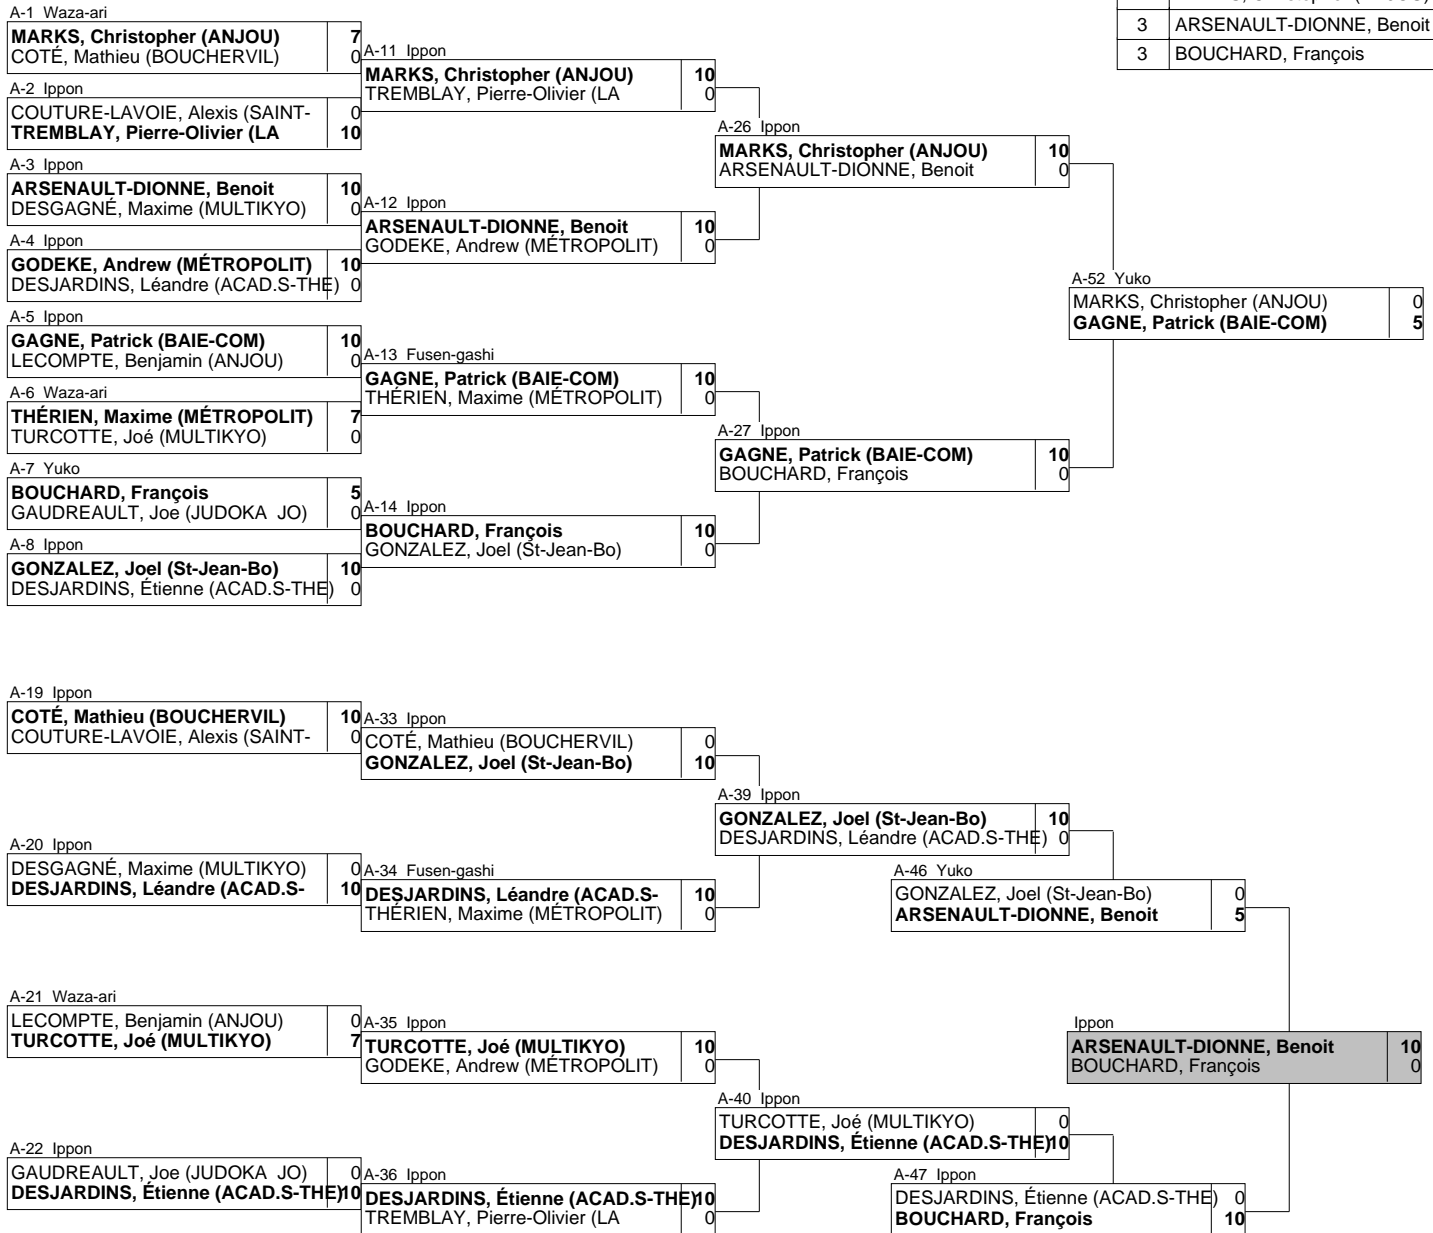 3 ARSENAULT-DIONNE, Benoit
3 BOUCHARD, François
A-1 Waza-ari
MARKS, Christopher (ANJOU) 7
COTÉ, Mathieu (BOUCHERVIL) 0
A-2 Ippon
COUTURE-LAVOIE, Alexis (SAINT- 0
TREMBLAY, Pierre-Olivier (LA 10
A-3 Ippon
ARSENAULT-DIONNE, Benoit 10
DESGAGNÉ, Maxime (MULTIKYO) 0
A-4 Ippon
GODEKE, Andrew (MÉTROPOLIT) 10
DESJARDINS, Léandre (ACAD.S-THE) 0
A-5 Ippon
GAGNE, Patrick (BAIE-COM) 10
LECOMPTE, Benjamin (ANJOU) 0
A-6 Waza-ari
THÉRIEN, Maxime (MÉTROPOLIT) 7
TURCOTTE, Joé (MULTIKYO) 0
A-7 Yuko
BOUCHARD, François 5
GAUDREAULT, Joe (JUDOKA JO) 0
A-8 Ippon
GONZALEZ, Joel (St-Jean-Bo) 10
DESJARDINS, Étienne (ACAD.S-THE) 0
A-11 Ippon
MARKS, Christopher (ANJOU) 10
TREMBLAY, Pierre-Olivier (LA 0
A-12 Ippon
ARSENAULT-DIONNE, Benoit 10
GODEKE, Andrew (MÉTROPOLIT) 0
A-13 Fusen-gashi
GAGNE, Patrick (BAIE-COM) 10
THÉRIEN, Maxime (MÉTROPOLIT) 0
A-14 Ippon
BOUCHARD, François 10
GONZALEZ, Joel (St-Jean-Bo) 0
A-26 Ippon
MARKS, Christopher (ANJOU) 10
ARSENAULT-DIONNE, Benoit 0
A-27 Ippon
GAGNE, Patrick (BAIE-COM) 10
BOUCHARD, François 0
A-52 Yuko
MARKS, Christopher (ANJOU) 0
GAGNE, Patrick (BAIE-COM) 5
A-19 Ippon
COTÉ, Mathieu (BOUCHERVIL) 10
COUTURE-LAVOIE, Alexis (SAINT- 0
A-20 Ippon
DESGAGNÉ, Maxime (MULTIKYO) 0
DESJARDINS, Léandre (ACAD.S- 10
A-21 Waza-ari
LECOMPTE, Benjamin (ANJOU) 0
TURCOTTE, Joé (MULTIKYO) 7
A-22 Ippon
GAUDREAULT, Joe (JUDOKA JO) 0
DESJARDINS, Étienne (ACAD.S-THE) 10
A-33 Ippon
COTÉ, Mathieu (BOUCHERVIL) 0
GONZALEZ, Joel (St-Jean-Bo) 10
A-34 Fusen-gashi
DESJARDINS, Léandre (ACAD.S- 10
THÉRIEN, Maxime (MÉTROPOLIT) 0
A-35 Ippon
TURCOTTE, Joé (MULTIKYO) 10
GODEKE, Andrew (MÉTROPOLIT) 0
A-36 Ippon
DESJARDINS, Étienne (ACAD.S-THE) 10
TREMBLAY, Pierre-Olivier (LA 0
A-39 Ippon
GONZALEZ, Joel (St-Jean-Bo) 10
DESJARDINS, Léandre (ACAD.S-THE) 0
A-40 Ippon
TURCOTTE, Joé (MULTIKYO) 0
DESJARDINS, Étienne (ACAD.S-THE) 10
A-46 Yuko
GONZALEZ, Joel (St-Jean-Bo) 0
ARSENAULT-DIONNE, Benoit 5
A-47 Ippon
DESJARDINS, Étienne (ACAD.S-THE) 0
BOUCHARD, François 10
Ippon
ARSENAULT-DIONNE, Benoit 10
BOUCHARD, François 0